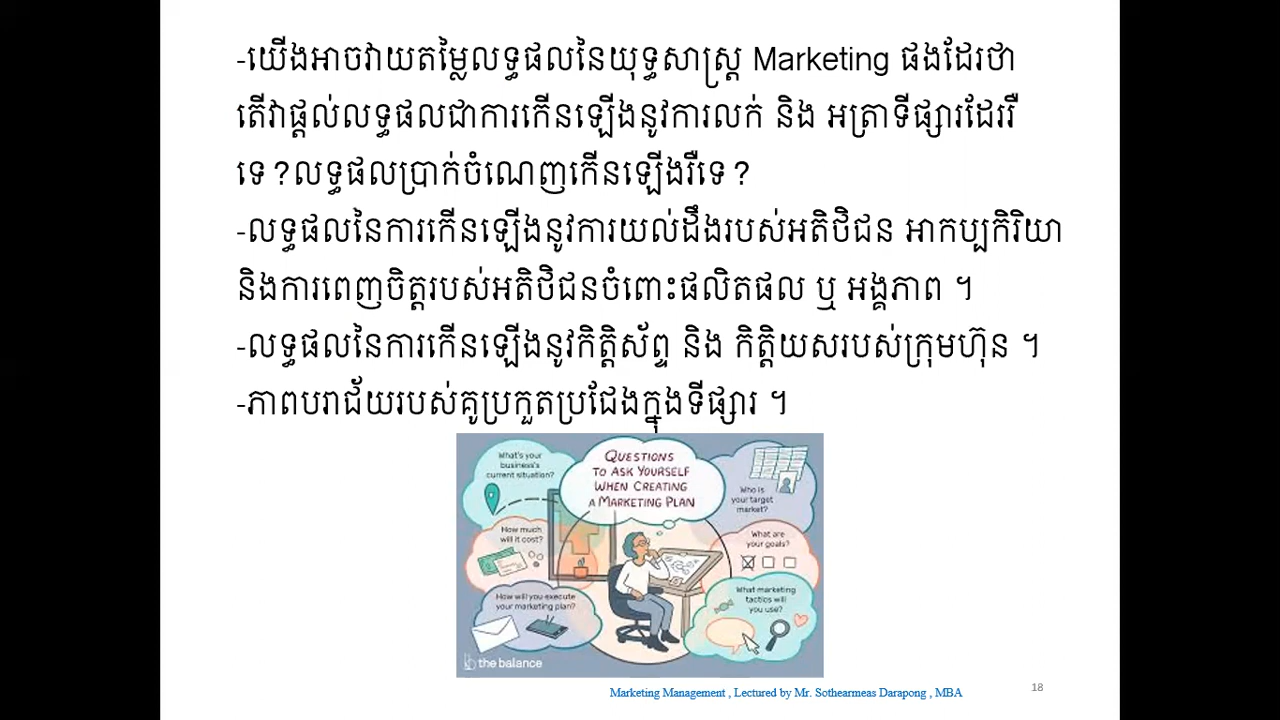 -យើងអាចវាយតម្លៃលទ្ធផលនៃយុទ្ធសាស្ត្រ Marketing ផងដែរថា
តើវាផ្តល់លទ្ធផលជាការកើនឡើងនូវការលក់ និង អត្រាទីផ្សារដែររឺ
ទេ ?លទ្ធផលប្រាក់ចំណេញកើនឡើងរឺទេ ?
-លទ្ធផលនៃការកើនឡើងនូវការយល់ដឹងរបស់អតិថិជន អាកប្បកិរិយា
និងការពេញចិត្តរបស់អតិថិជនចំពោះផលិតផល ឬ អង្គភាព ។
-លទ្ធផលនៃការកើនឡើងនូវកិត្តិស័ព្ទ និង កិត្តិយសរបស់ក្រុមហ៊ុន ។
-ភាពបរាជ័យរបស់គូប្រកួតប្រជែងក្នុងទីផ្សារ ។
QUESTIONS
TO ASK YOURSELF
WHEN CREATING
A MARKETING PLAN
What's your
business's
current situation?
Who is
your target
market?
How much
will it cost?
What are
your goals?
How will you execute
your marketing plan?
What marketing
tactics will
you use?
the balance
Marketing Management , Lectured by Mr. Sothearmeas Darapong , MBA
18